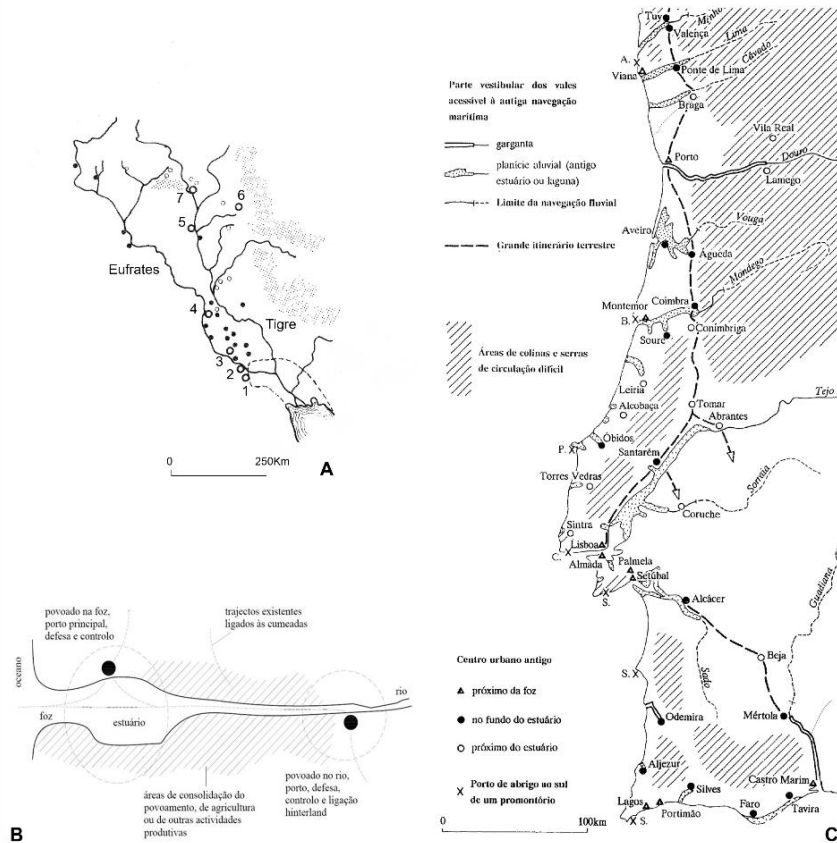 7
6
5
Eufrates
4
Tigre
3
2
1
0
250Km
A
povoado na foz,
porto principal,
defesa e controlo
trajectos existentes
ligados às cumeadas
oceano
rio
foz
estuário
áreas de consolidação do
povoamento, de agricultura
ou de outras actividades
produtivas
povoado no rio,
porto, defesa,
controlo e ligação
hinterland
B
Parte vestibular dos vales
acessível à antiga navegação
marítima
garganta
planície aluvial (antigo
estuário ou laguna)
Limite da navegação fluvial
Grande itinerário terrestre
Áreas de colinas e serras
de circulação difícil
Centro urbano antigo
próximo da foz
no fundo do estuário
próximo do estuário
Porto de abrigo ao sul
de um promontório
0
100km
Tuy
Minho
Valença
Lima
A.
Cávado
Viana
Ponte de Lima
Braga
Vila Real
Porto
Douro
Lamego
Vouga
Aveiro
Águeda
Mondego
Montemor
Coimbra
B.
Conímbriga
Soure
Leiria
Alcobaça
Tomar
Tejo
Abrantes
P.
Óbidos
Santarém
Torres Vedras
Sorraia
Coruche
Sintra
Lisboa
C.
Almada
Palmela
Setúbal
S.
Guadiana
Alcácer
Beja
S.
Sado
Odemira
Mértola
Aljezur
Castro Marim
Silves
Lagos
Portimão
Faro
Tavira
S.
C